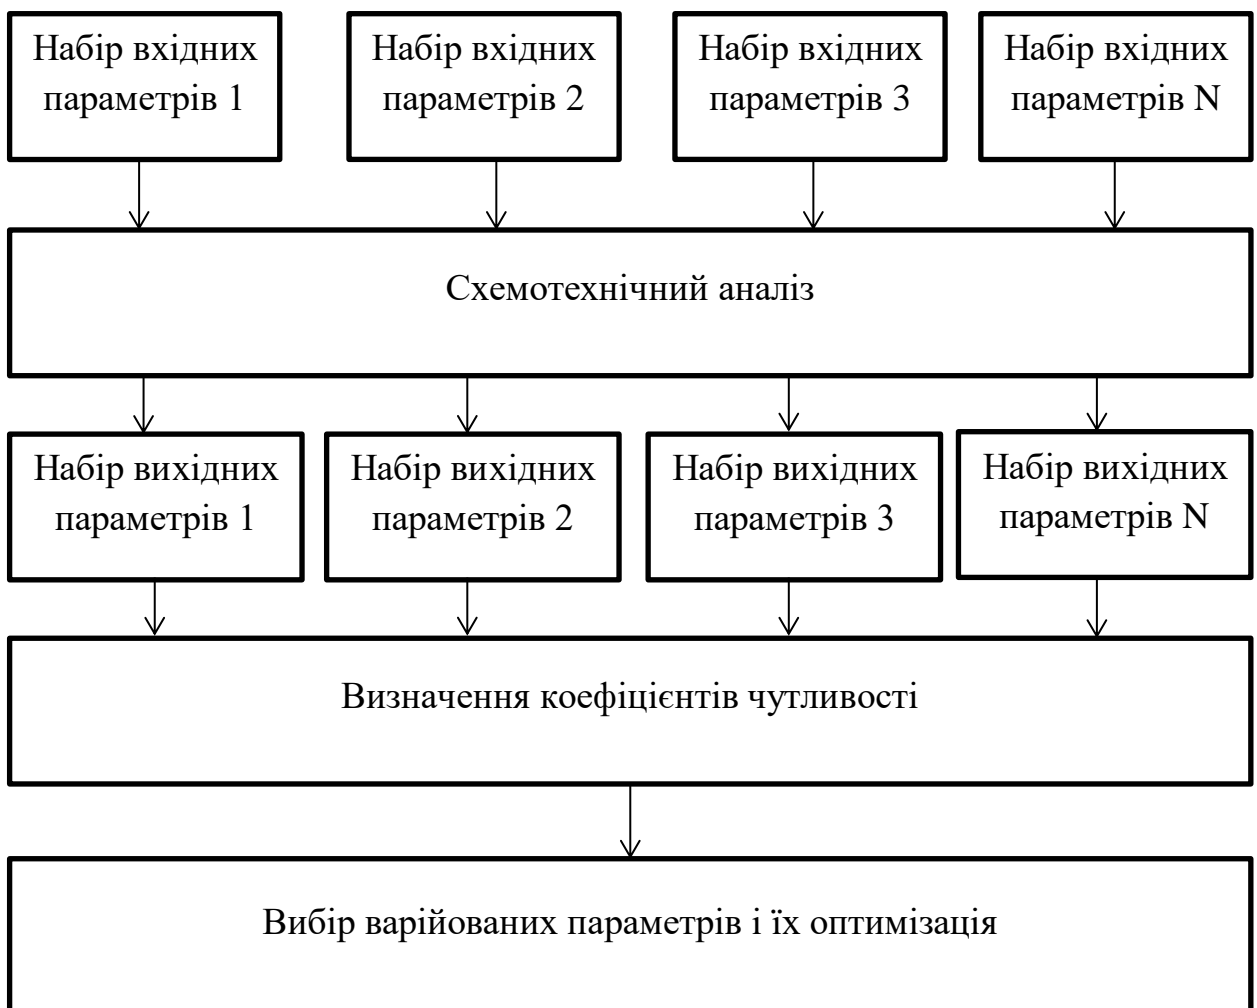 Набір вхідних
параметрів 1
Набір вхідних
параметрів 2
Набір вхідних
параметрів 3
Набір вхідних
параметрів N
Схемотехнічний аналіз
Набір вихідних
параметрів 1
Набір вихідних
параметрів 2
Набір вихідних
параметрів 3
Набір вихідних
параметрів N
Визначення коефіцієнтів чутливості
Вибір варійованих параметрів і їх оптимізація